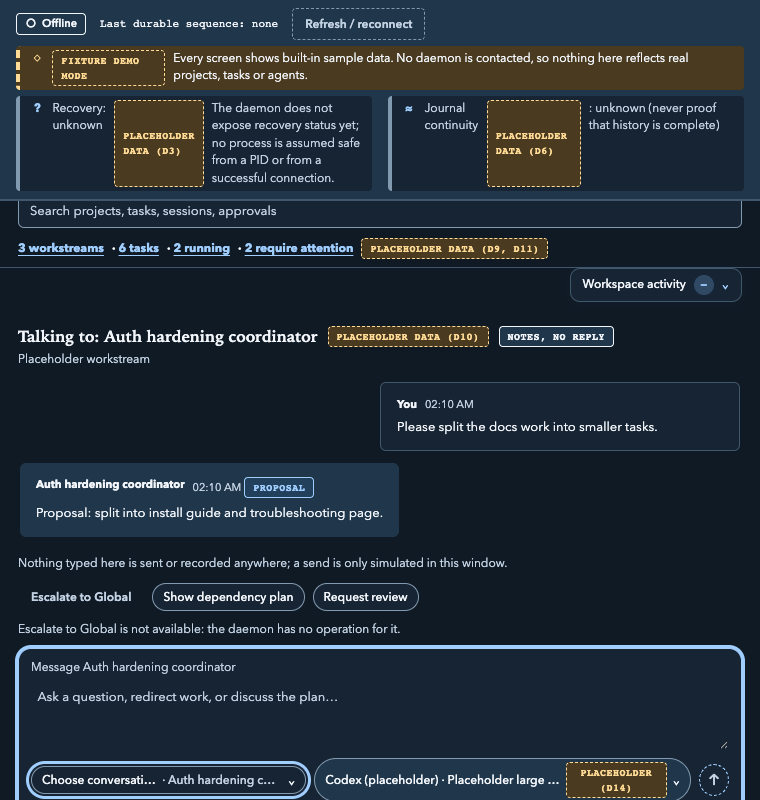 Offline
Last durable sequence: none
Refresh / reconnect
FIXTURE DEMO
MODE
Every screen shows built-in sample data. No daemon is contacted, so nothing here reflects real
projects, tasks or agents.
? Recovery:
unknown
PLACEHOLDER
DATA (D3)
The daemon does not
expose recovery status yet;
no process is assumed safe
from a PID or from a
successful connection.
≈ Journal
continuity
PLACEHOLDER
DATA (D6)
: unknown (never proof
that history is complete)
Search projects, tasks, sessions, approvals
3 workstreams · 6 tasks · 2 running · 2 require attention PLACEHOLDER DATA (D9, D11)
Workspace activity −
Talking to: Auth hardening coordinator PLACEHOLDER DATA (D10) NOTES, NO REPLY
Placeholder workstream
You 02:10 AM
Please split the docs work into smaller tasks.
Auth hardening coordinator 02:10 AM PROPOSAL
Proposal: split into install guide and troubleshooting page.
Nothing typed here is sent or recorded anywhere; a send is only simulated in this window.
Escalate to Global Show dependency plan Request review
Escalate to Global is not available: the daemon has no operation for it.
Message Auth hardening coordinator
Ask a question, redirect work, or discuss the plan…
Choose conversati… · Auth hardening c…
Codex (placeholder) · Placeholder large …
PLACEHOLDER
(D14)